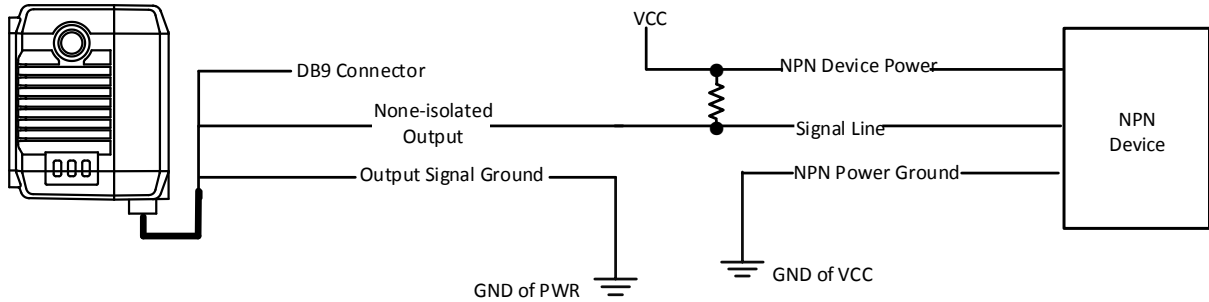 VCC
DB9 Connector
NPN Device Power
None-isolated
Output
Signal Line
NPN
Device
Output Signal Ground
NPN Power Ground
GND of VCC
GND of PWR